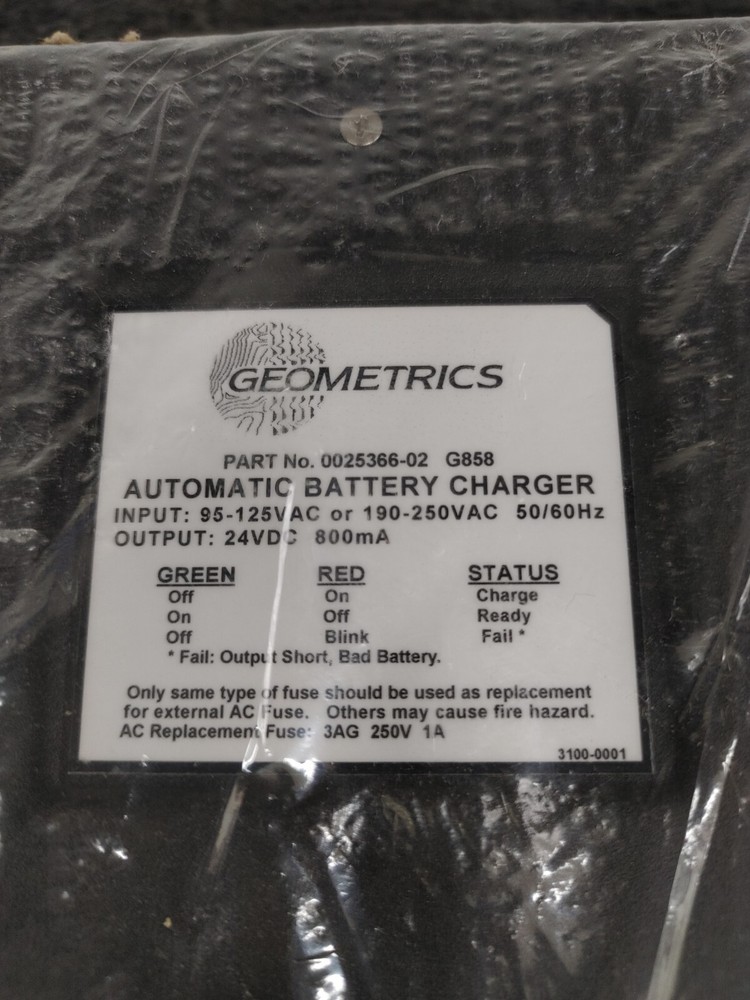 GEOMETRICS
PART No. 0025366-02 G858
AUTOMATIC BATTERY CHARGER
INPUT: 95-125VAC or 190-250VAC 50/60Hz
OUTPUT: 24VDC 800mA
GREEN RED STATUS
Off On Charge
On Off Ready
Off Blink Fail *
* Fail: Output Short, Bad Battery.
Only same type of fuse should be used as replacement
for external AC Fuse. Others may cause fire hazard.
AC Replacement Fuse: 3AG 250V 1A
3100-0001